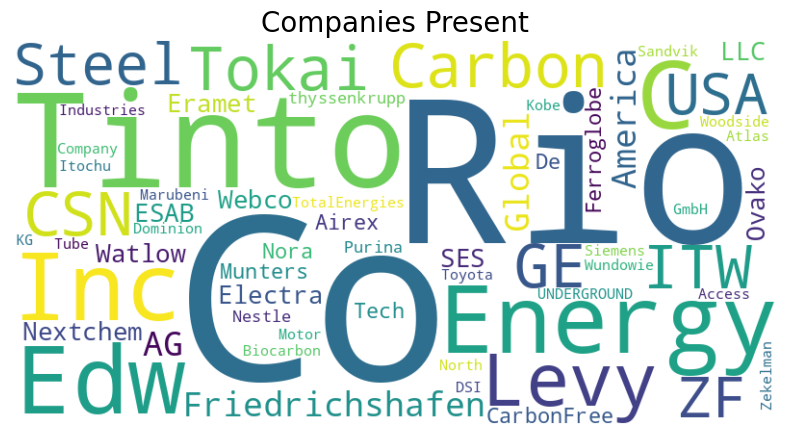 Companies Present
Steel Tokai Carbon C USA LLC
Sandvik
Tinto Rio
Industries Eramet thyssenkrupp
Kobe
Ferroglobe
America
Global
Woodside
Atlas
Company
Itochu
De
CSN
Marubeni
ESAB
Dominion
Webco
TotalEnergies
Airex
GmbH
Ovako
KG
Tube
Watlow
Co
Nora
Purina
SES
Toyota
GE
Siemens
Wundowie
ITW
Inc
Munters
Electra
Nestle
Tech
Energy
UNDERGROUND
Access
Nextchem
AG
Motor
Biocarbon
Edw
Friedrichshafen
North
DSI
Levy
CarbonFree
ZF
Zekelman